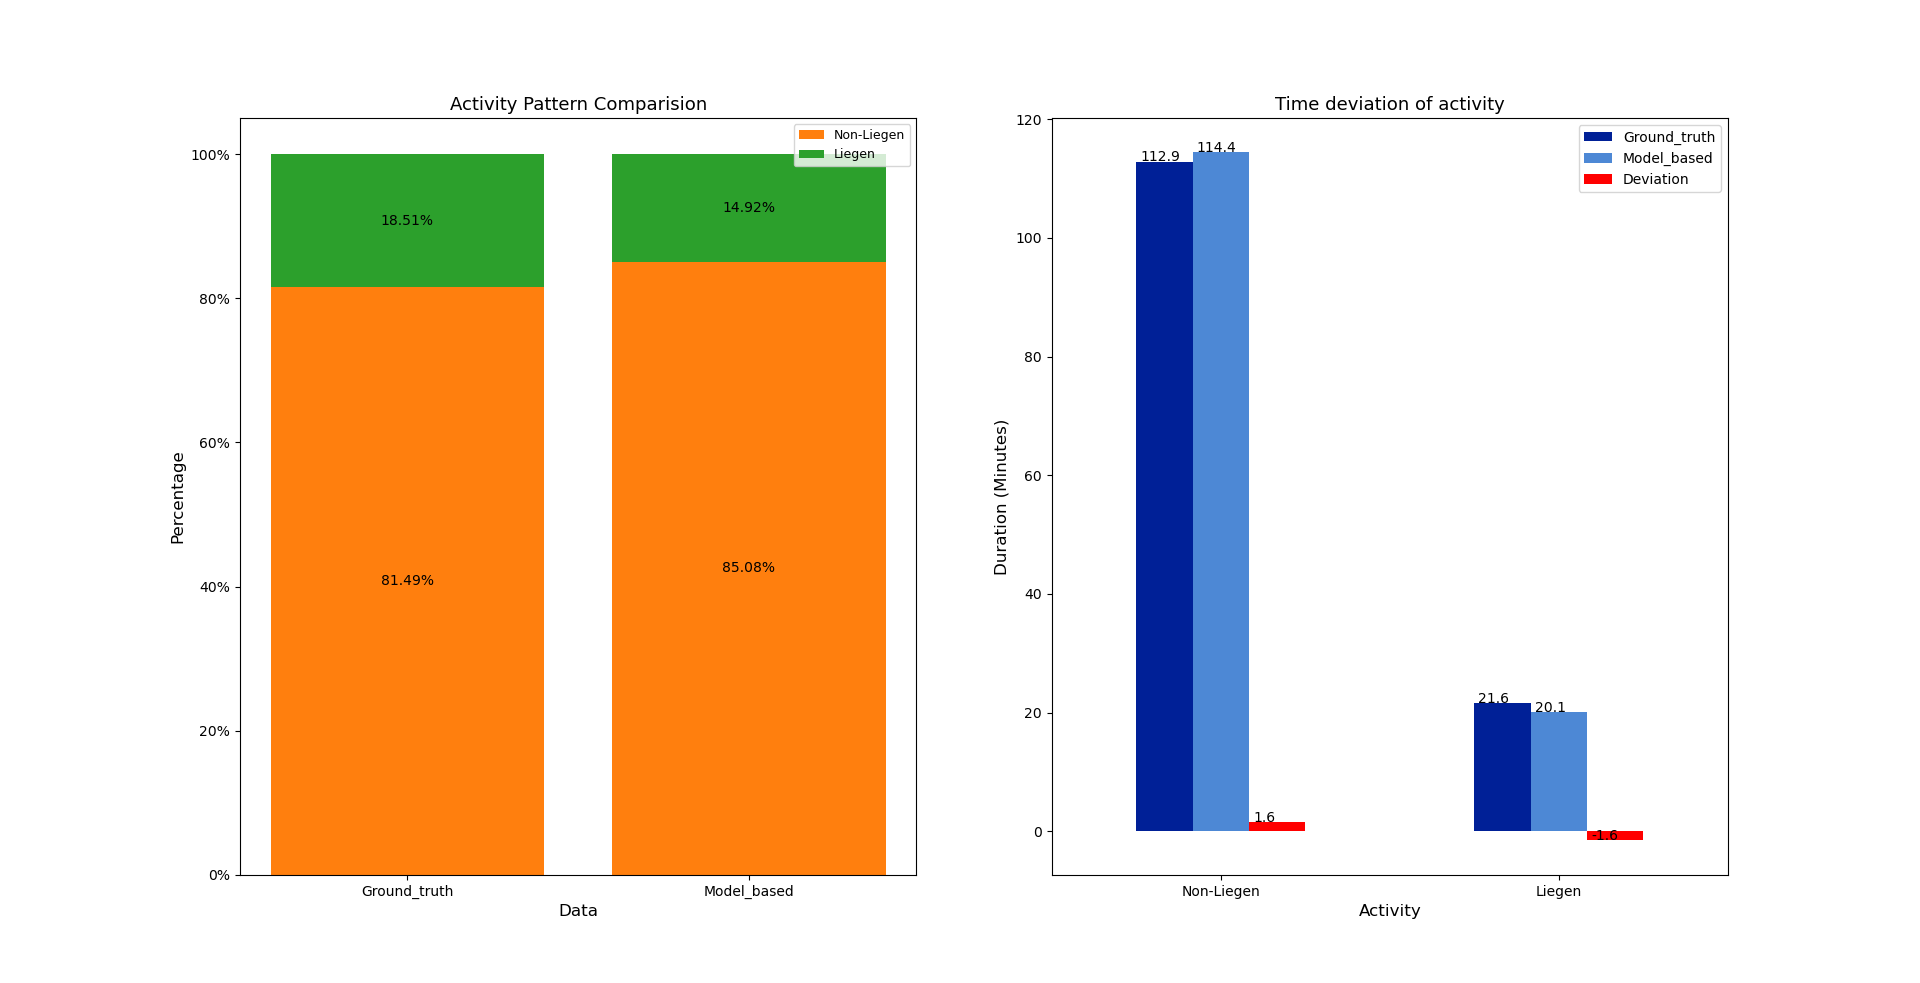 Activity Pattern Comparision
Non-Liegen
Liegen
100%
80%
60%
40%
20%
0%
18.51%
14.92%
81.49%
85.08%
Percentage
Ground_truth
Model_based
Data
Time deviation of activity
Ground_truth
Model_based
Deviation
120
100
80
60
40
20
0
112.9
114.4
1.6
21.6
20.1
-1.6
Duration (Minutes)
Non-Liegen
Liegen
Activity